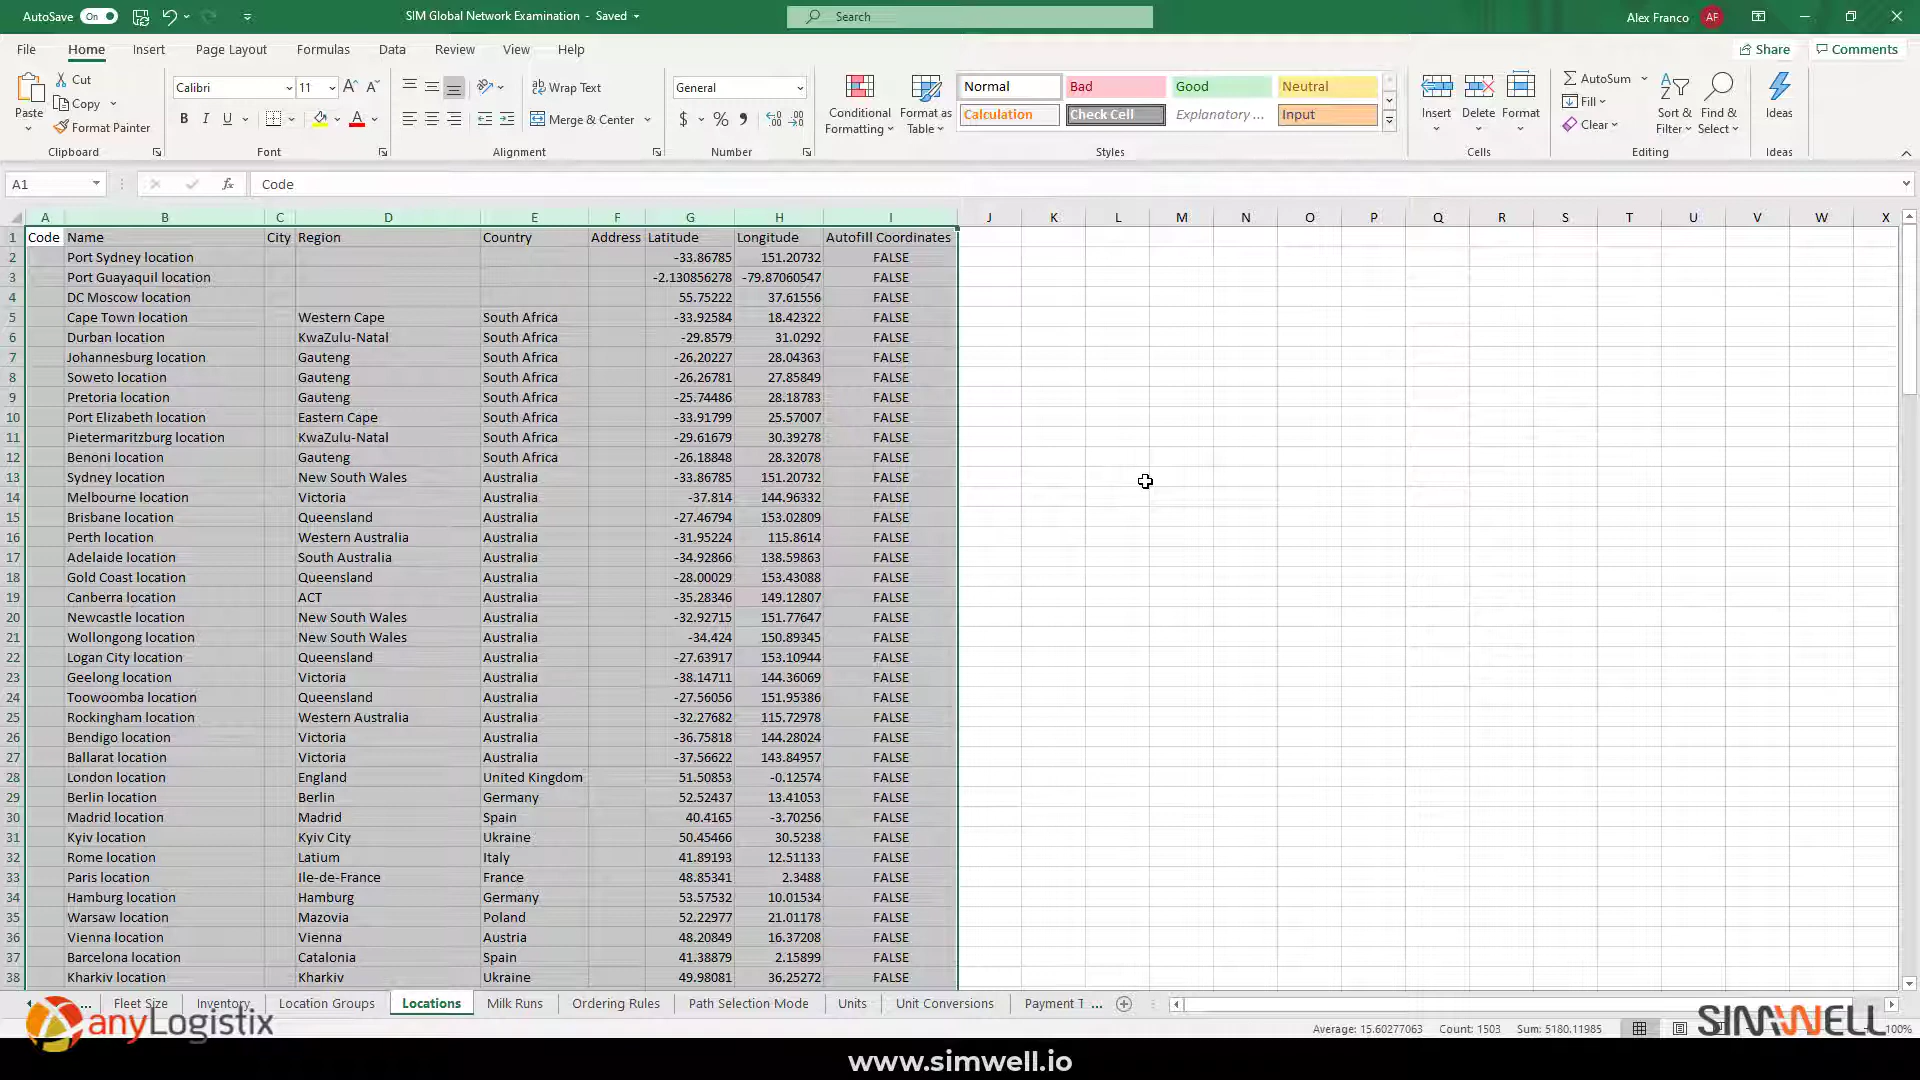 AutoSave On SIM Global Network Examination - Saved Search Alex Franco AF
File Home Insert Page Layout Formulas Data Review View Help Share Comments
Paste Cut Copy Format Painter Clipboard
Calibri 11 B I U A Font
Wrap Text Merge & Center Alignment
General $ % Number
Conditional Formatting Format as Table
Normal Bad Good Neutral
Calculation Check Cell Explanatory ... Input
Styles
Insert Delete Format Cells
AutoSum Fill Clear Sort & Filter Find & Select Editing
Ideas Ideas
A1 fx Code
A B C D E F G H I J K L M N O P Q R S T U V W X
1 Code Name City Region Country Address Latitude Longitude Autofill Coordinates
2 Port Sydney location -33.86785 151.20732 FALSE
3 Port Guayaquil location -2.130856278 -79.87060547 FALSE
4 DC Moscow location 55.75222 37.61556 FALSE
5 Cape Town location Western Cape South Africa -33.92584 18.42322 FALSE
6 Durban location KwaZulu-Natal South Africa -29.8579 31.0292 FALSE
7 Johannesburg location Gauteng South Africa -26.20227 28.04363 FALSE
8 Soweto location Gauteng South Africa -26.26781 27.85849 FALSE
9 Pretoria location Gauteng South Africa -25.74486 28.18783 FALSE
10 Port Elizabeth location Eastern Cape South Africa -33.91799 25.57007 FALSE
11 Pietermaritzburg location KwaZulu-Natal South Africa -29.61679 30.39278 FALSE
12 Benoni location Gauteng South Africa -26.18848 28.32078 FALSE
13 Sydney location New South Wales Australia -33.86785 151.20732 FALSE
14 Melbourne location Victoria Australia -37.814 144.96332 FALSE
15 Brisbane location Queensland Australia -27.46794 153.02809 FALSE
16 Perth location Western Australia Australia -31.95224 115.8614 FALSE
17 Adelaide location South Australia Australia -34.92866 138.59863 FALSE
18 Gold Coast location Queensland Australia -28.00029 153.43088 FALSE
19 Canberra location ACT Australia -35.28346 149.12807 FALSE
20 Newcastle location New South Wales Australia -32.92715 151.77647 FALSE
21 Wollongong location New South Wales Australia -34.424 150.89345 FALSE
22 Logan City location Queensland Australia -27.63917 153.10944 FALSE
23 Geelong location Victoria Australia -38.14711 144.36069 FALSE
24 Toowoomba location Queensland Australia -27.56056 151.95386 FALSE
25 Rockingham location Western Australia Australia -32.27682 115.72978 FALSE
26 Bendigo location Victoria Australia -36.75818 144.28024 FALSE
27 Ballarat location Victoria Australia -37.56622 143.84957 FALSE
28 London location England United Kingdom 51.50853 -0.12574 FALSE
29 Berlin location Berlin Germany 52.52437 13.41053 FALSE
30 Madrid location Madrid Spain 40.4165 -3.70256 FALSE
31 Kyiv location Kyiv City Ukraine 50.45466 30.5238 FALSE
32 Rome location Latium Italy 41.89193 12.51133 FALSE
33 Paris location Ile-de-France France 48.85341 2.3488 FALSE
34 Hamburg location Hamburg Germany 53.57532 10.01534 FALSE
35 Warsaw location Mazovia Poland 52.22977 21.01178 FALSE
36 Vienna location Vienna Austria 48.20849 16.37208 FALSE
37 Barcelona location Catalonia Spain 41.38879 2.15899 FALSE
38 Kharkiv location Kharkiv Ukraine 49.98081 36.25272 FALSE
... Fleet Size Inventory Location Groups Locations Milk Runs Ordering Rules Path Selection Mode Units Unit Conversions Payment T ...
anyLogistix Average: 15.60277063 Count: 1503 Sum: 5180.11985 SIMWELL 100%
www.simwell.io